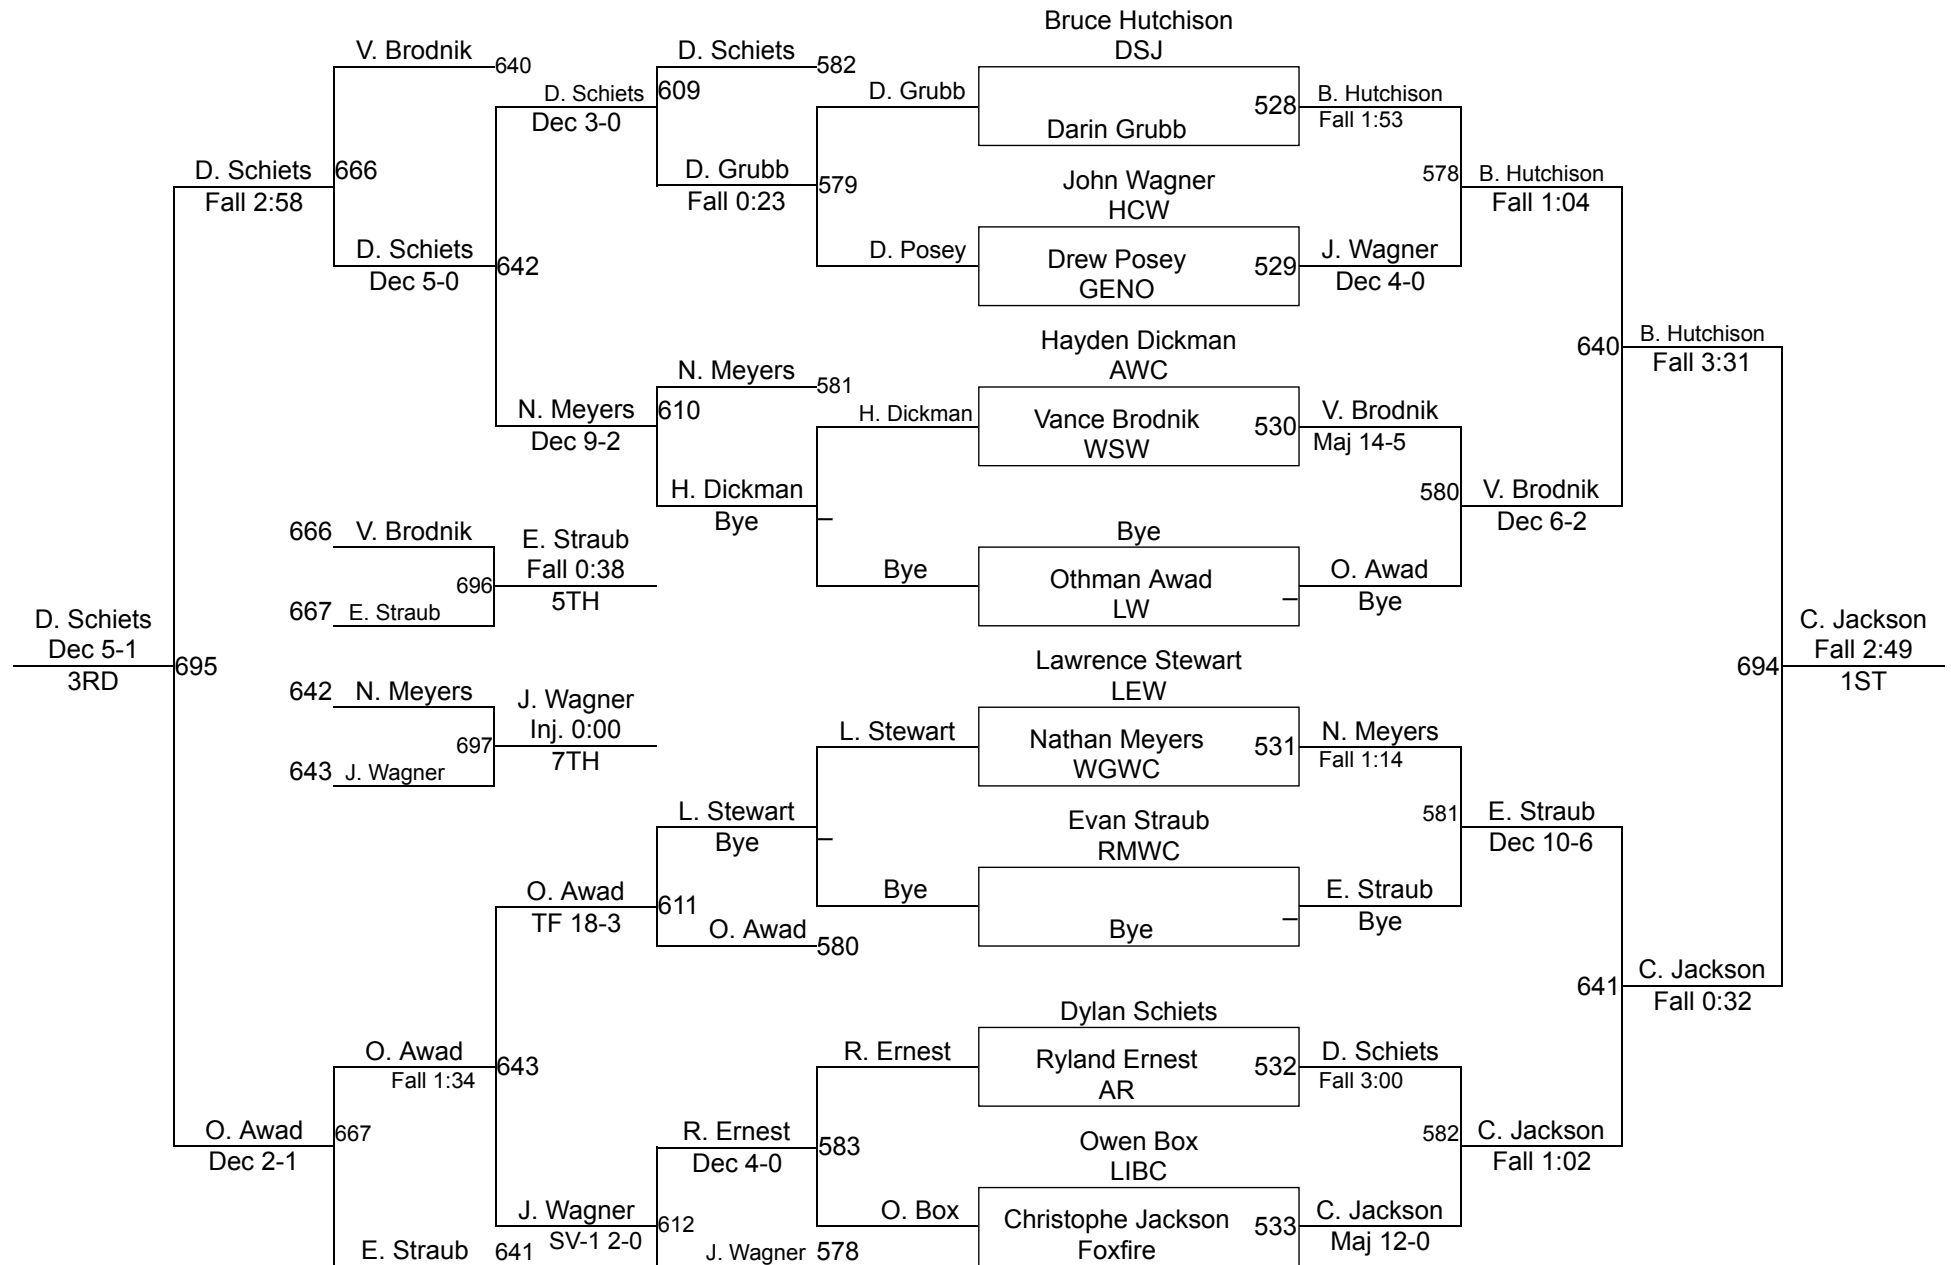 Bruce Hutchison
V. Brodnik
640
D. Schiets
582
DSJ
D. Schiets
609
D. Grubb
528
B. Hutchison
Dec 3-0
Darin Grubb
Fall 1:53
D. Schiets
666
D. Grubb
579
John Wagner
578
B. Hutchison
Fall 2:58
Fall 0:23
HCW
Fall 1:04
D. Schiets
642
D. Posey
Drew Posey
529
J. Wagner
Dec 5-0
GENO
Dec 4-0
Hayden Dickman
640
B. Hutchison
N. Meyers
581
AWC
Fall 3:31
N. Meyers
610
H. Dickman
Vance Brodnik
530
V. Brodnik
Dec 9-2
WSW
Maj 14-5
H. Dickman
580
V. Brodnik
Bye
–
Dec 6-2
666
V. Brodnik
E. Straub
Bye
Fall 0:38
Bye
Othman Awad
O. Awad
696
5TH
LW
–
Bye
667
E. Straub
D. Schiets
C. Jackson
Dec 5-1
695
Lawrence Stewart
694
Fall 2:49
3RD
LEW
1ST
642
N. Meyers
J. Wagner
Inj. 0:00
L. Stewart
Nathan Meyers
531
N. Meyers
697
7TH
WGWC
Fall 1:14
643
J. Wagner
L. Stewart
Evan Straub
581
E. Straub
Bye
–
RMWC
Dec 10-6
O. Awad
611
Bye
E. Straub
TF 18-3
O. Awad
580
Bye
–
Bye
641
C. Jackson
Fall 0:32
Dylan Schiets
O. Awad
643
R. Ernest
Ryland Ernest
532
D. Schiets
Fall 1:34
AR
Fall 3:00
O. Awad
667
R. Ernest
583
Owen Box
582
C. Jackson
Dec 2-1
Dec 4-0
LIBC
Fall 1:02
J. Wagner
612
O. Box
Christophe Jackson
533
C. Jackson
E. Straub
641
SV-1 2-0
J. Wagner
578
Foxfire
Maj 12-0